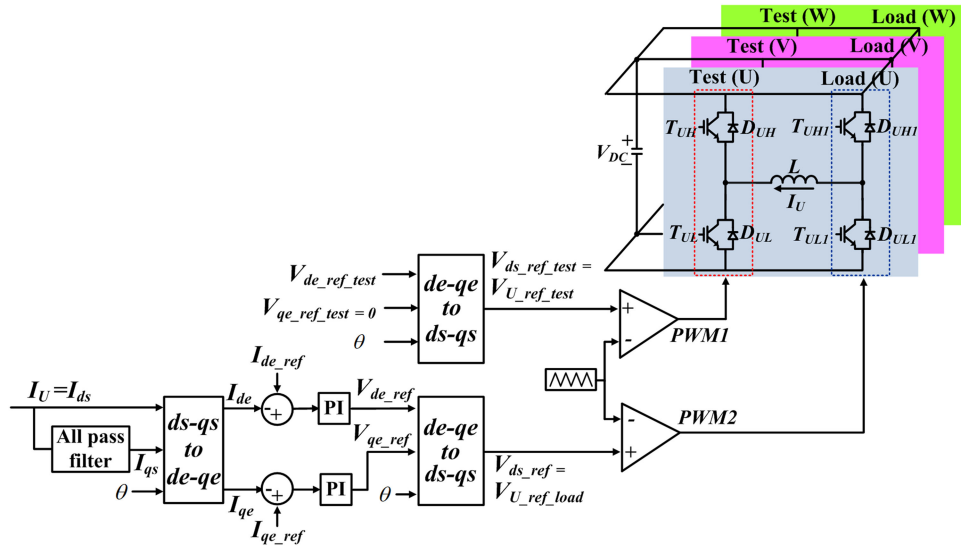 Test (W) Load (W)
Test (V) Load (V)
Test (U) Load (U)
T_UH D_UH T_UH1 D_UH1
V_DC + -
L
I_U
T_UL D_UL T_UL1 D_UL1
V_de_ref_test
V_qe_ref_test = 0
θ
de-qe
to
ds-qs
V_ds_ref_test =
V_U_ref_test
+
-
PWM1
I_de_ref
I_U=I_ds
All pass
filter
I_qs
θ
ds-qs
to
de-qe
I_de
- +
PI
V_de_ref
I_qe
- +
I_qe_ref
PI
V_qe_ref
θ
de-qe
to
ds-qs
V_ds_ref =
V_U_ref_load
-
+
PWM2